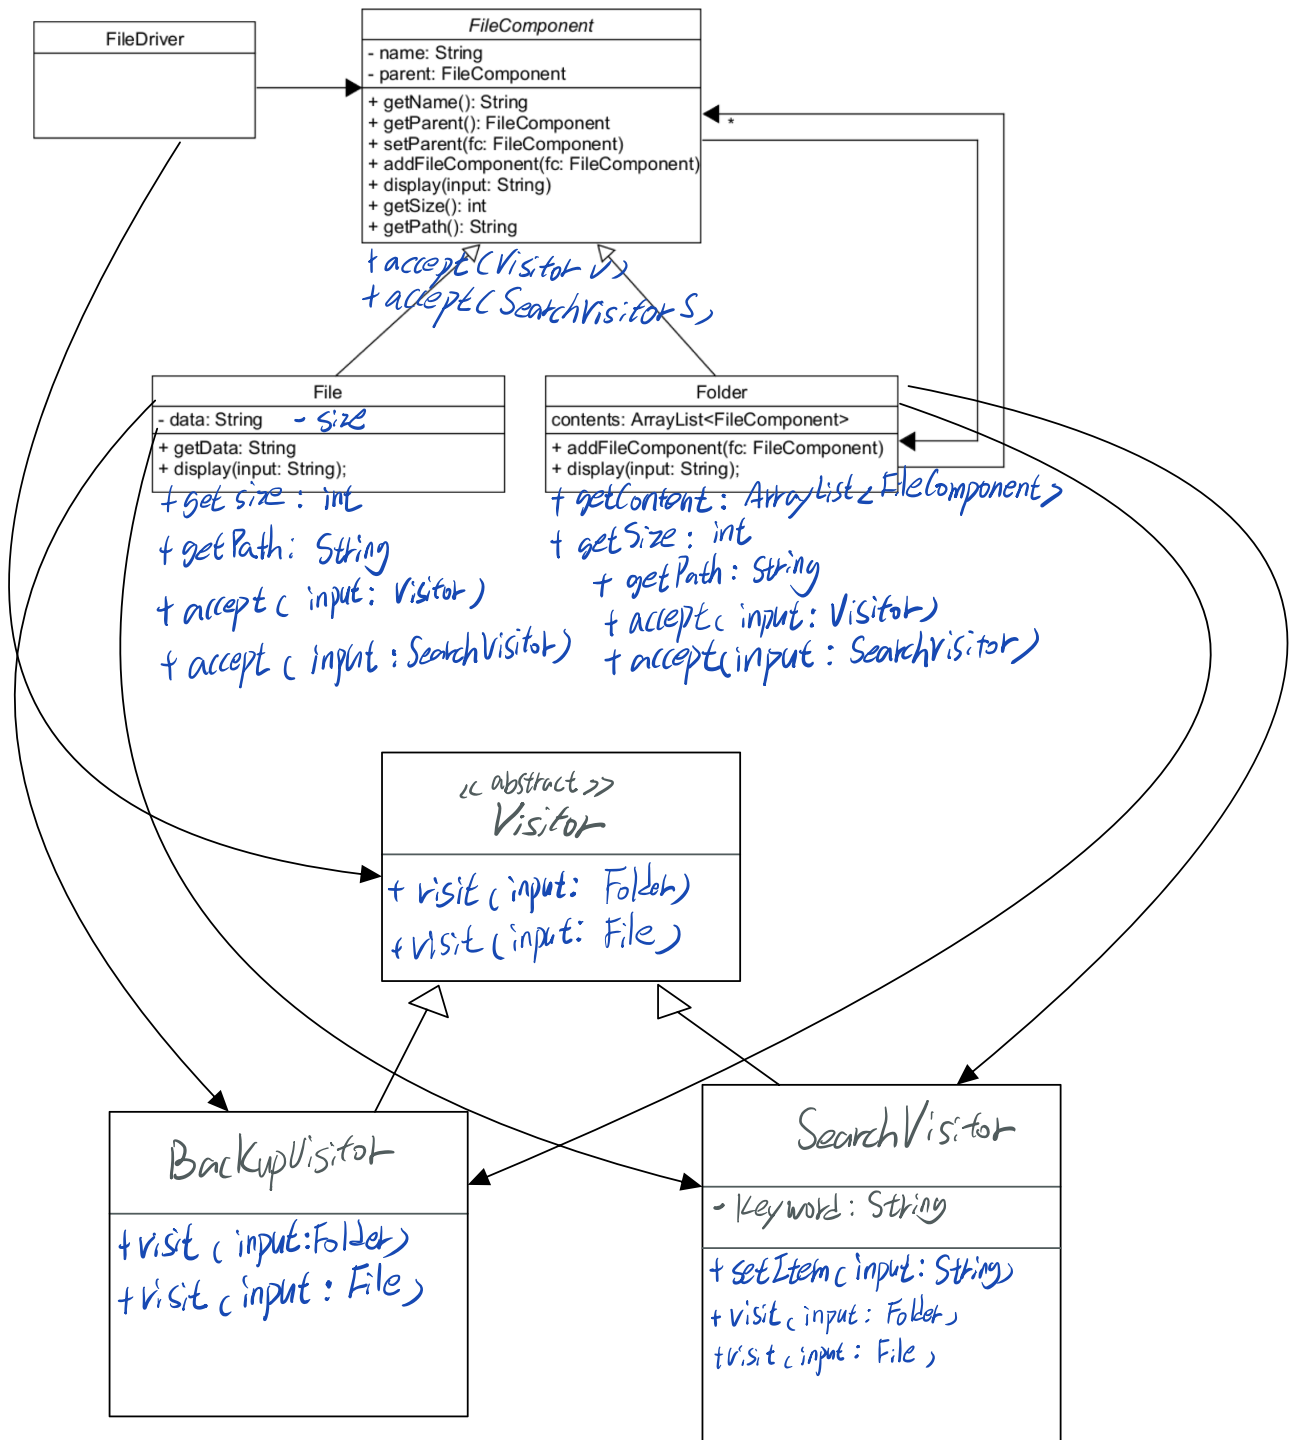 FileDriver
FileComponent
- name: String
- parent: FileComponent
+ getName(): String
+ getParent(): FileComponent
+ setParent(fc: FileComponent)
+ addFileComponent(fc: FileComponent)
+ display(input: String)
+ getSize(): int
+ getPath(): String
*
+ accept(Visitor v)
+ accept(SearchVisitor S)
File
- data: String - size
+ getData: String
+ display(input: String);
+ get size : int
+ getPath: String
+ accept( input: Visitor)
+ accept( input : SearchVisitor)
Folder
contents: ArrayList<FileComponent>
+ addFileComponent(fc: FileComponent)
+ display(input: String);
+ getContent: ArrayList<FileComponent>
+ getSize: int
+ getPath: String
+ accept( input: Visitor)
+ accept(input : SearchVisitor)
<< abstract >>
Visitor
+ visit(input: Folder)
+ visit(input: File)
BackupVisitor
+ visit(input:Folder)
+ visit(input : File)
SearchVisitor
- Keyword: String
+ setItem(input: String)
+ visit(input: Folder)
+ visit(input: File)